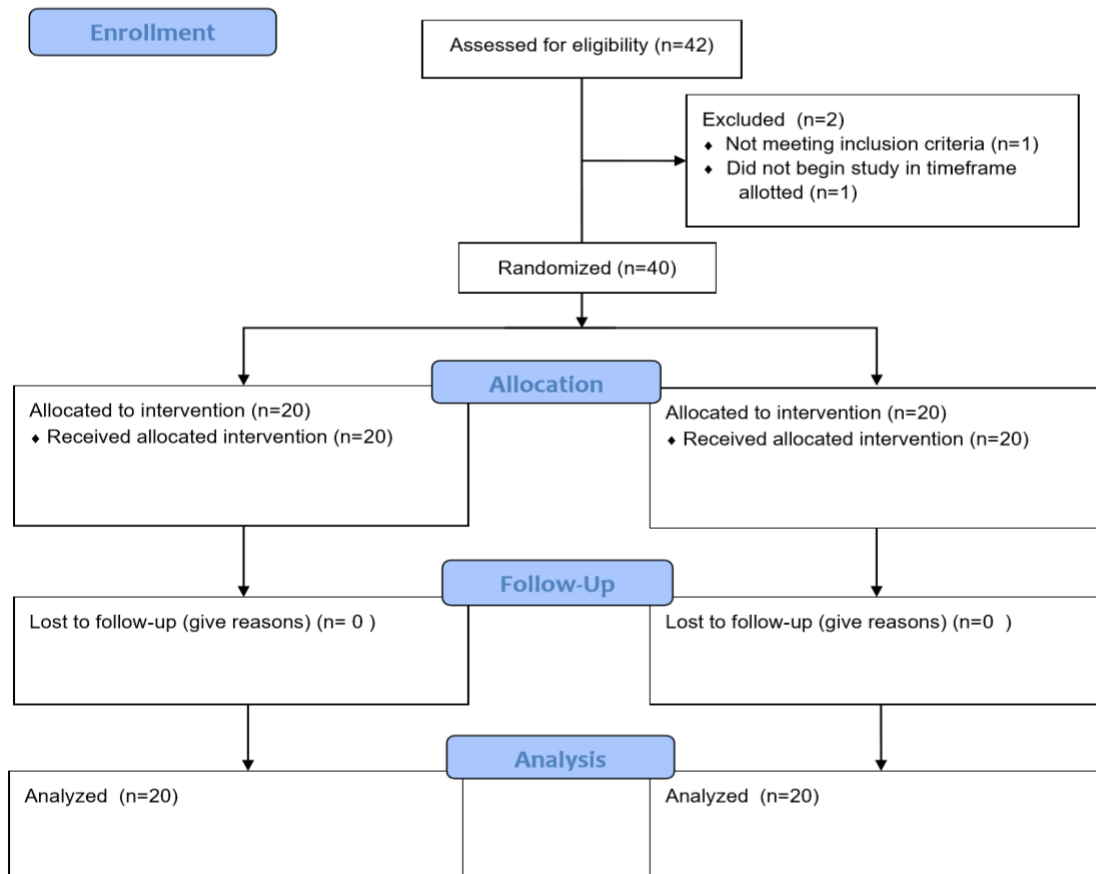 Enrollment
Assessed for eligibility (n=42)
Excluded (n=2)
♦ Not meeting inclusion criteria (n=1)
♦ Did not begin study in timeframe
allotted (n=1)
Randomized (n=40)
Allocation
Allocated to intervention (n=20)
♦ Received allocated intervention (n=20)
Allocated to intervention (n=20)
♦ Received allocated intervention (n=20)
Follow-Up
Lost to follow-up (give reasons) (n= 0 )
Lost to follow-up (give reasons) (n=0 )
Analysis
Analyzed (n=20)
Analyzed (n=20)